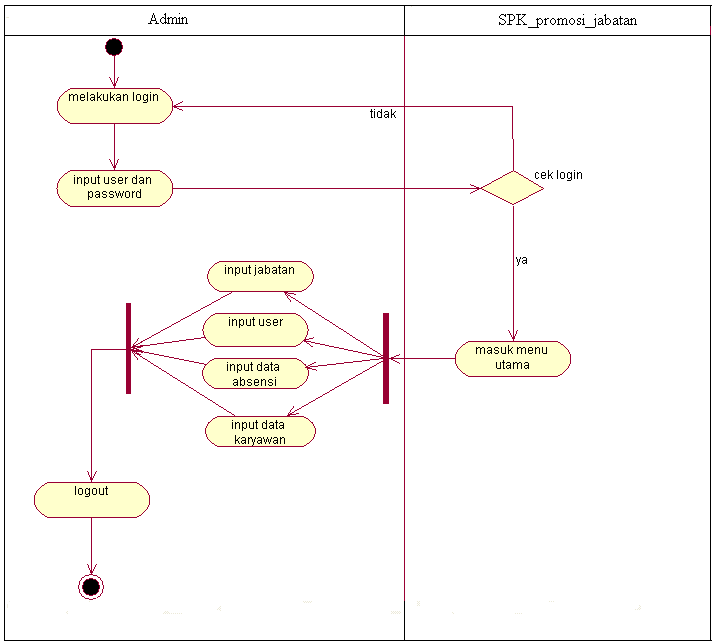 Admin
SPK_promosi_jabatan
melakukan login
tidak
input user dan
password
cek login
ya
input jabatan
input user
masuk menu
utama
input data
absensi
input data
karyawan
logout